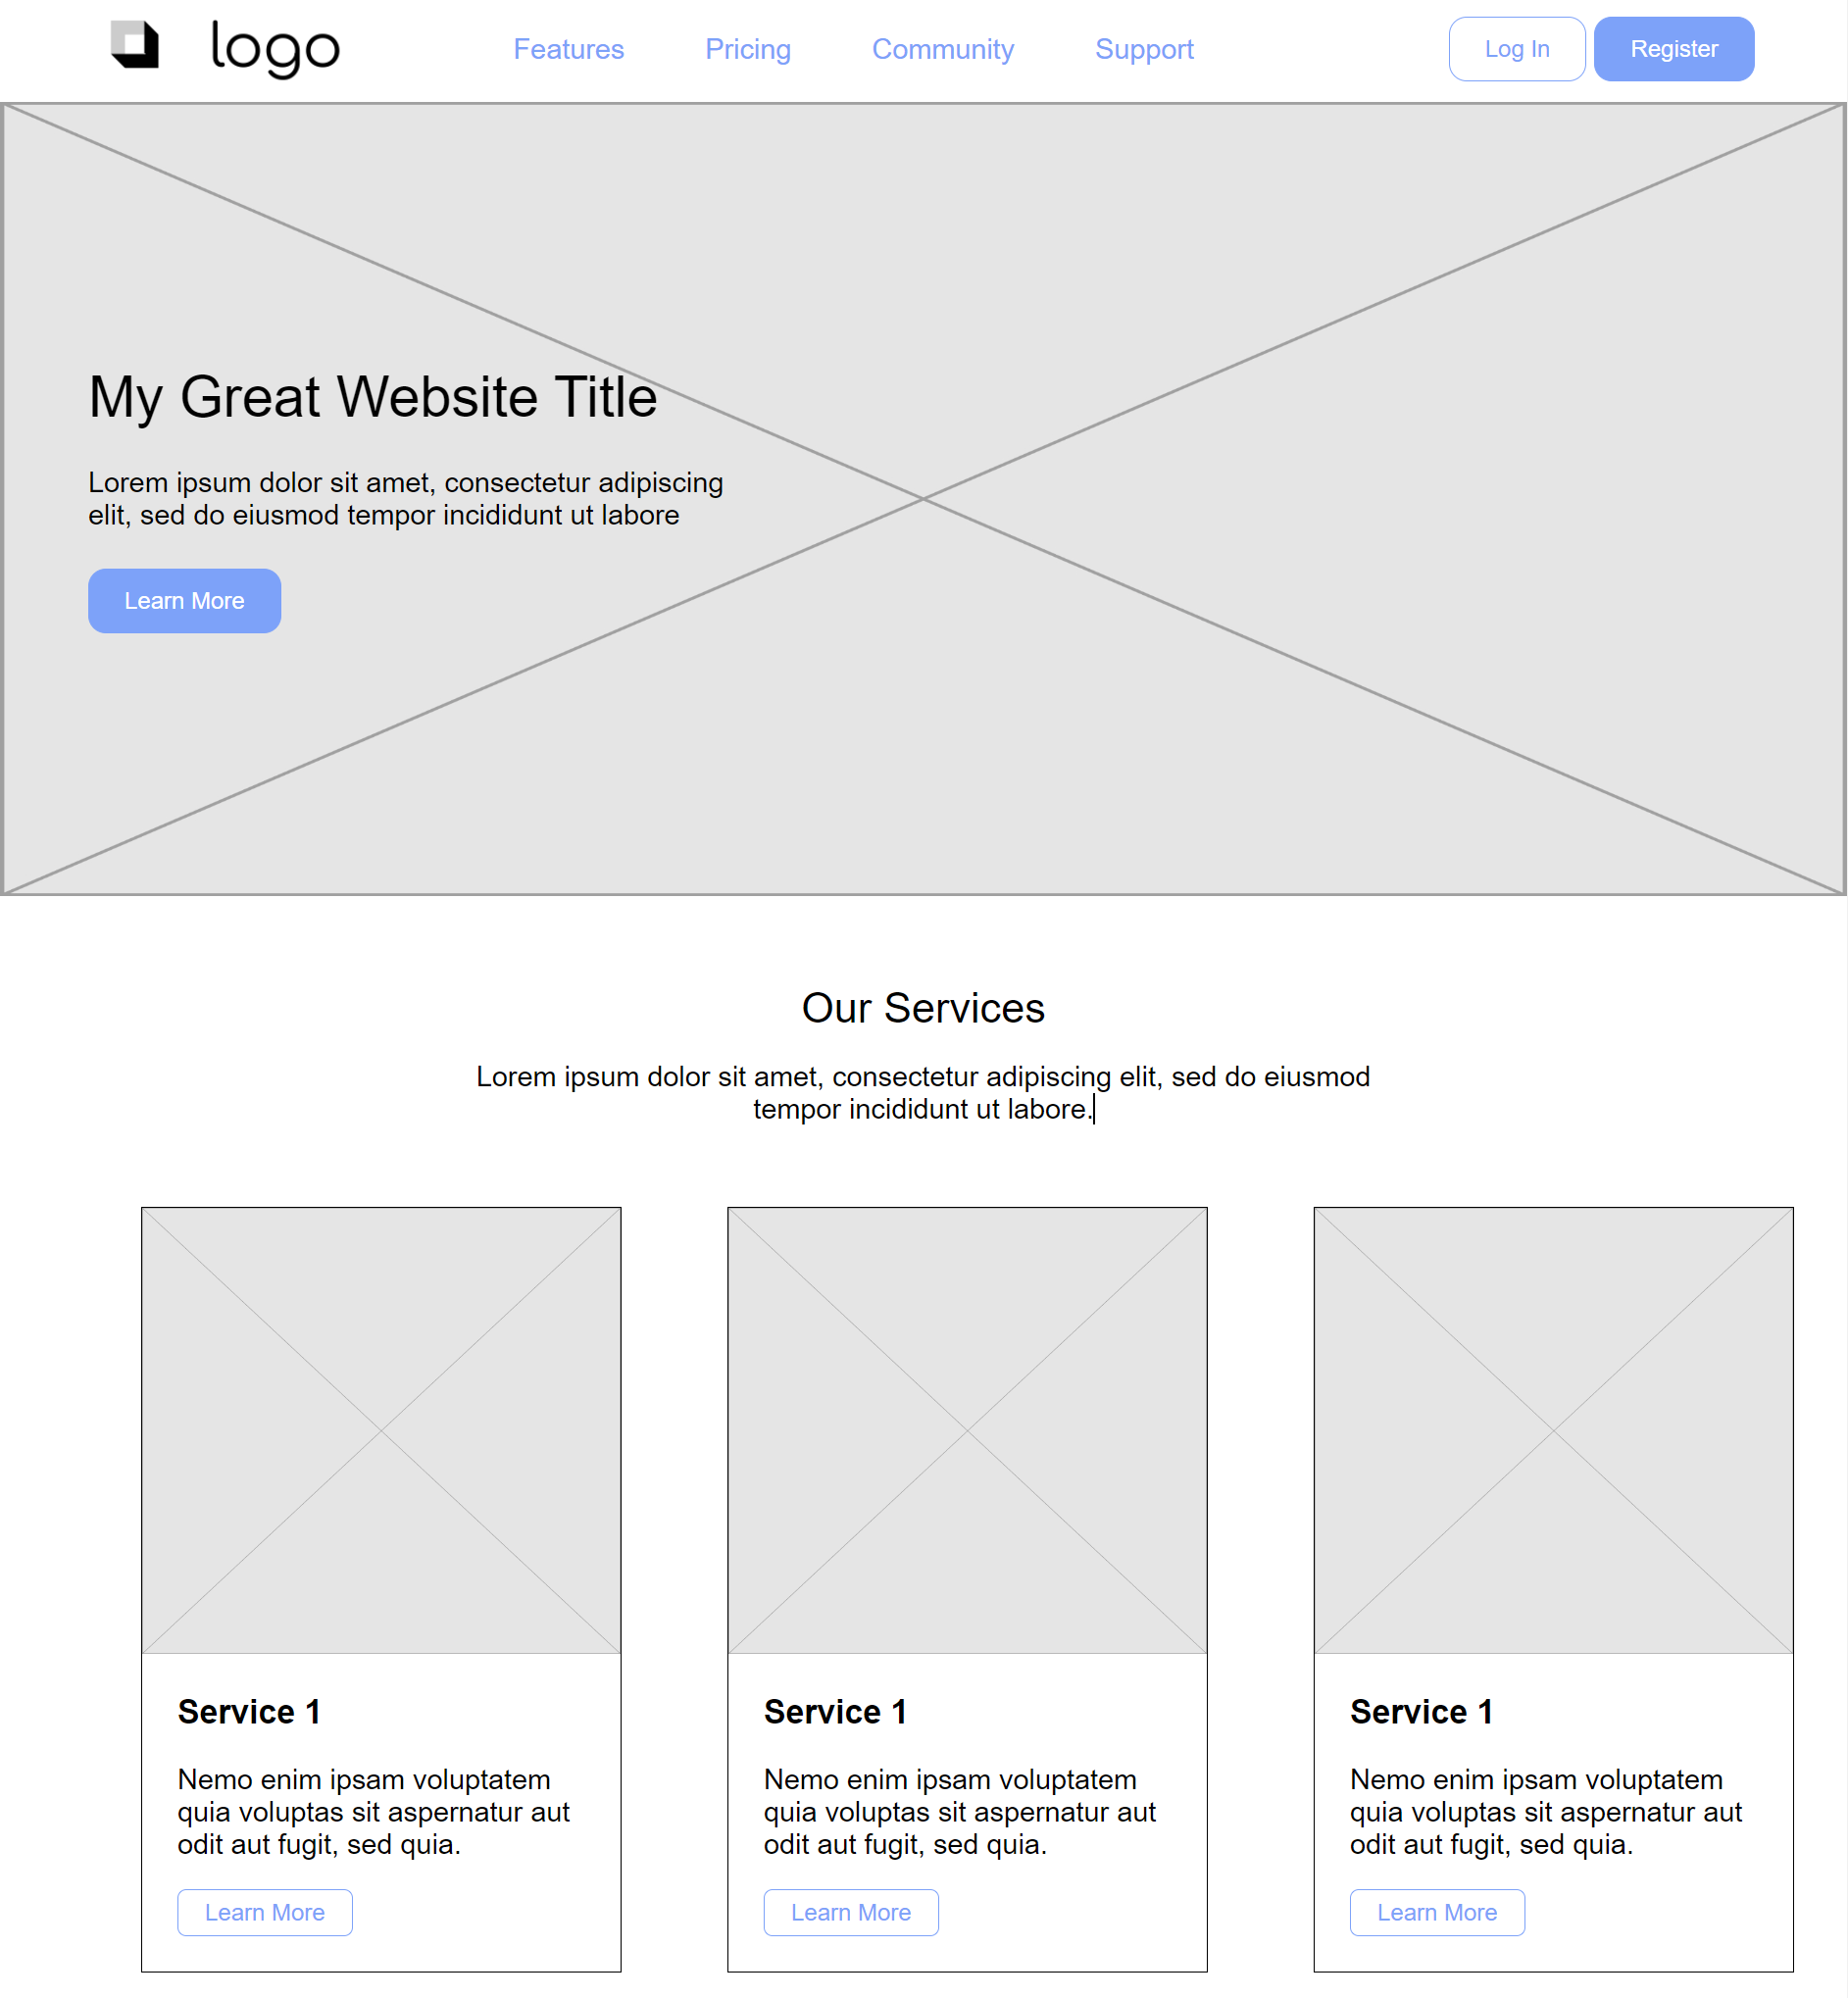 logo
Features
Pricing
Community
Support
Log In
Register
My Great Website Title
Lorem ipsum dolor sit amet, consectetur adipiscing
elit, sed do eiusmod tempor incididunt ut labore
Learn More
Our Services
Lorem ipsum dolor sit amet, consectetur adipiscing elit, sed do eiusmod
tempor incididunt ut labore.
Service 1
Nemo enim ipsam voluptatem
quia voluptas sit aspernatur aut
odit aut fugit, sed quia.
Learn More
Service 1
Nemo enim ipsam voluptatem
quia voluptas sit aspernatur aut
odit aut fugit, sed quia.
Learn More
Service 1
Nemo enim ipsam voluptatem
quia voluptas sit aspernatur aut
odit aut fugit, sed quia.
Learn More